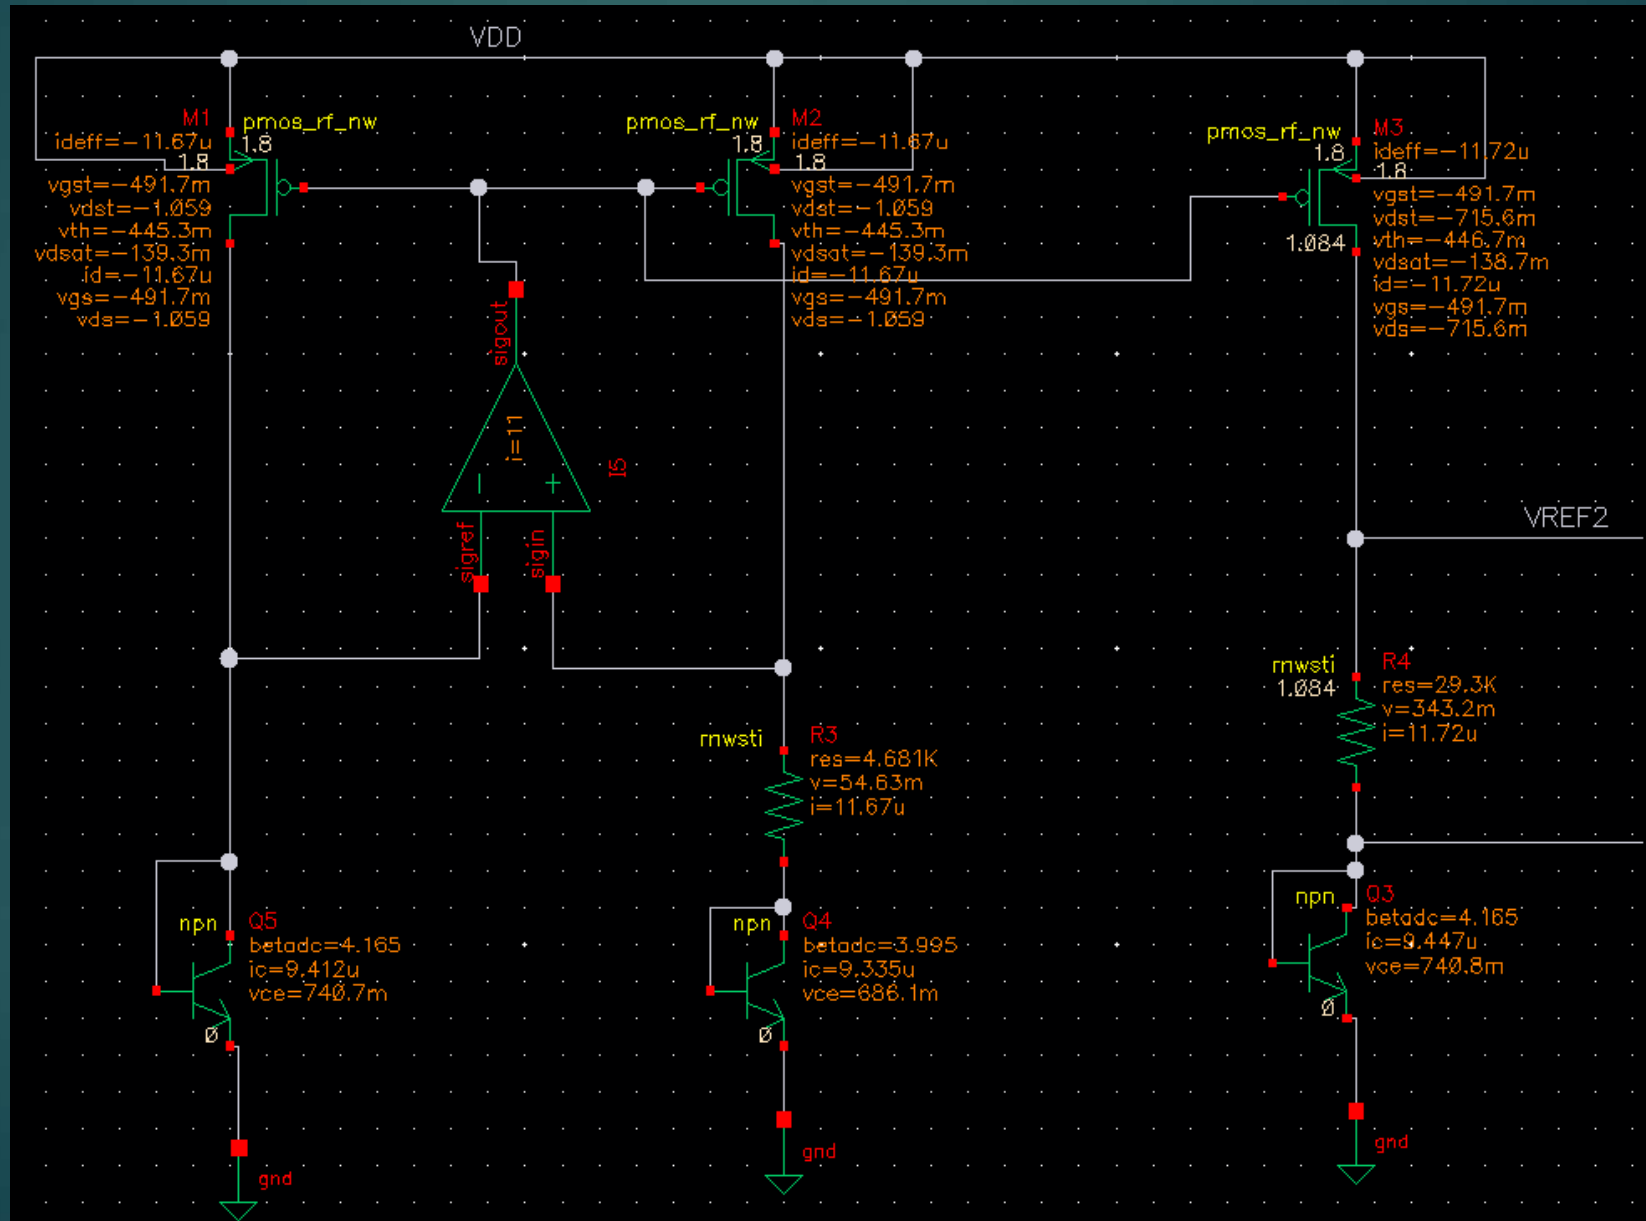 VDD
M1
pmos_rf_nw
ideff=-11.67u
1.8
1.8
vgst=-491.7m
vdst=-1.059
vth=-445.3m
vdsat=-139.3m
id=-11.67u
vgs=-491.7m
vds=-1.059
pmos_rf_nw
M2
1.8
ideff=-11.67u
1.8
vgst=-491.7m
vdst=-1.059
vth=-445.3m
vdsat=-139.3m
id=-11.67u
vgs=-491.7m
vds=-1.059
pmos_rf_nw
M3
1.8
ideff=-11.72u
1.8
vgst=-491.7m
vdst=-715.6m
1.084
vth=-446.7m
vdsat=-138.7m
id=-11.72u
vgs=-491.7m
vds=-715.6m
sigout
i=11
I5
- +
sigref
sigin
VREF2
rnwsti
R3
res=4.681K
v=54.63m
i=11.67u
rnwsti
R4
1.084
res=29.3K
v=343.2m
i=11.72u
npn
Q5
betadc=4.165
ic=9.412u
vce=740.7m
0
gnd
npn
Q4
betadc=3.995
ic=9.335u
vce=686.1m
0
gnd
npn
Q3
betadc=4.165
ic=9.447u
vce=740.8m
0
gnd